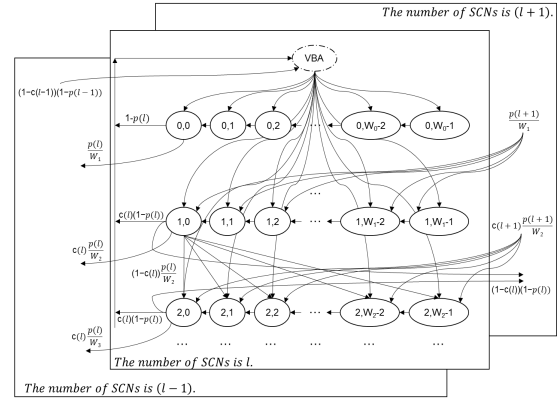 The number of SCNs is (l + 1).
VBA
(1−c(l−1))(1−p(l−1))
1-p(l)
0,0
0,1
0,2
...
0,W₀-2
0,W₀-1
p(l)/W₁
p(l+1)/W₁
c(l)(1−p(l))
1,0
1,1
1,2
...
1,W₁-2
1,W₁-1
c(l+1) p(l+1)/W₂
c(l) p(l)/W₂
(1−c(l)) p(l)/W₂
(1−c(l))(1−p(l))
c(l)(1−p(l))
2,0
2,1
2,2
...
2,W₂-2
2,W₂-1
c(l) p(l)/W₃
... ... ... ... ... ...
The number of SCNs is l.
The number of SCNs is (l − 1).